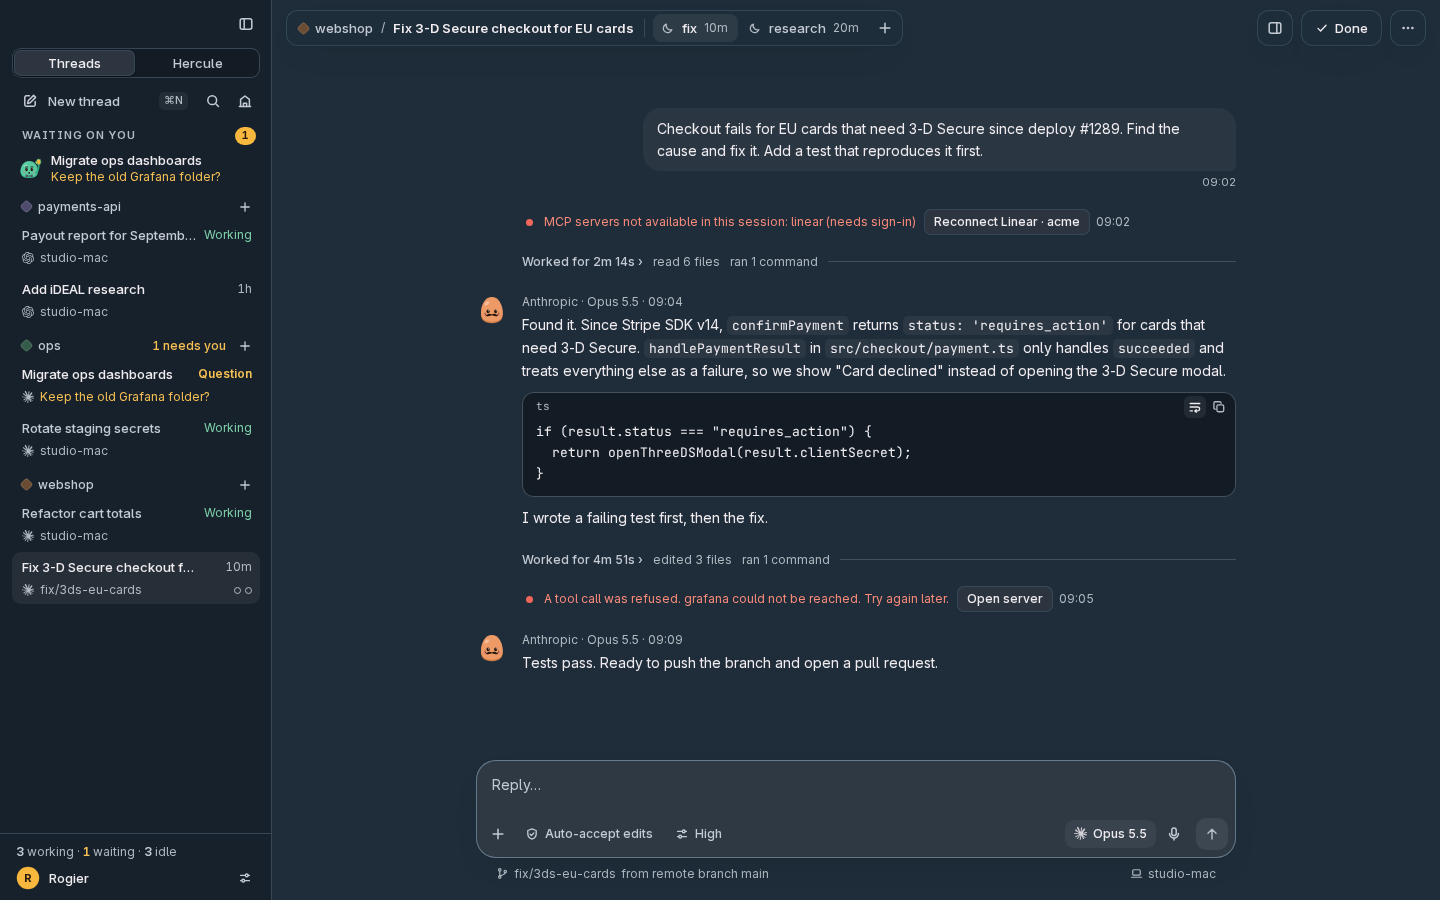 Threads
Hercule
New thread
⌘N
WAITING ON YOU
1
Migrate ops dashboards
Keep the old Grafana folder?
payments-api
Payout report for Septemb… Working
studio-mac
Add iDEAL research 1h
studio-mac
ops 1 needs you
Migrate ops dashboards Question
Keep the old Grafana folder?
Rotate staging secrets Working
studio-mac
webshop
Refactor cart totals Working
studio-mac
Fix 3-D Secure checkout f… 10m
fix/3ds-eu-cards
3 working · 1 waiting · 3 idle
R Rogier
webshop / Fix 3-D Secure checkout for EU cards fix 10m research 20m
Done
Checkout fails for EU cards that need 3-D Secure since deploy #1289. Find the
cause and fix it. Add a test that reproduces it first.
09:02
MCP servers not available in this session: linear (needs sign-in) Reconnect Linear · acme 09:02
Worked for 2m 14s › read 6 files ran 1 command
Anthropic · Opus 5.5 · 09:04
Found it. Since Stripe SDK v14, confirmPayment returns status: 'requires_action' for cards that
need 3-D Secure. handlePaymentResult in src/checkout/payment.ts only handles succeeded and
treats everything else as a failure, so we show "Card declined" instead of opening the 3-D Secure modal.
ts
if (result.status === "requires_action") {
  return openThreeDSModal(result.clientSecret);
}
I wrote a failing test first, then the fix.
Worked for 4m 51s › edited 3 files ran 1 command
A tool call was refused. grafana could not be reached. Try again later. Open server 09:05
Anthropic · Opus 5.5 · 09:09
Tests pass. Ready to push the branch and open a pull request.
Reply…
Auto-accept edits High Opus 5.5
fix/3ds-eu-cards from remote branch main studio-mac